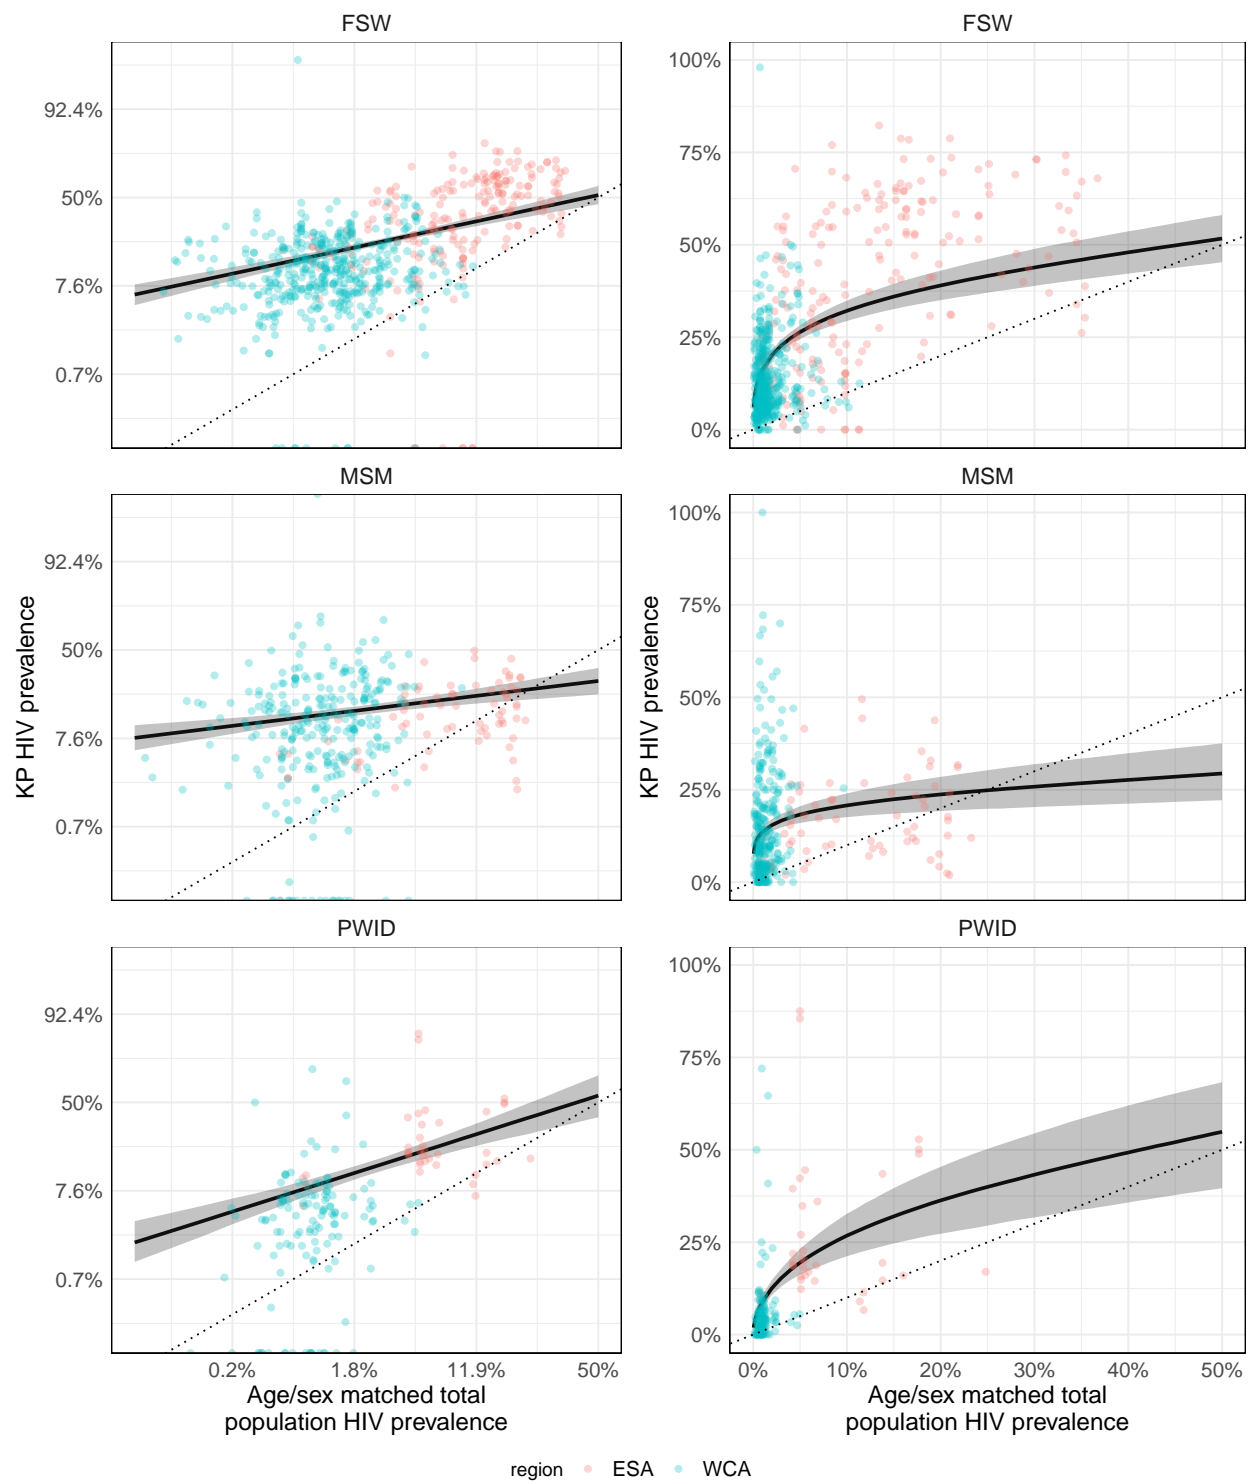 FSW
FSW
92.4%
50%
7.6%
0.7%
100%
75%
50%
25%
0%
MSM
MSM
KP HIV prevalence
92.4%
50%
7.6%
0.7%
KP HIV prevalence
100%
75%
50%
25%
0%
PWID
PWID
92.4%
50%
7.6%
0.7%
100%
75%
50%
25%
0%
0.2% 1.8% 11.9% 50%
0% 10% 20% 30% 40% 50%
Age/sex matched total
population HIV prevalence
Age/sex matched total
population HIV prevalence
region ESA WCA